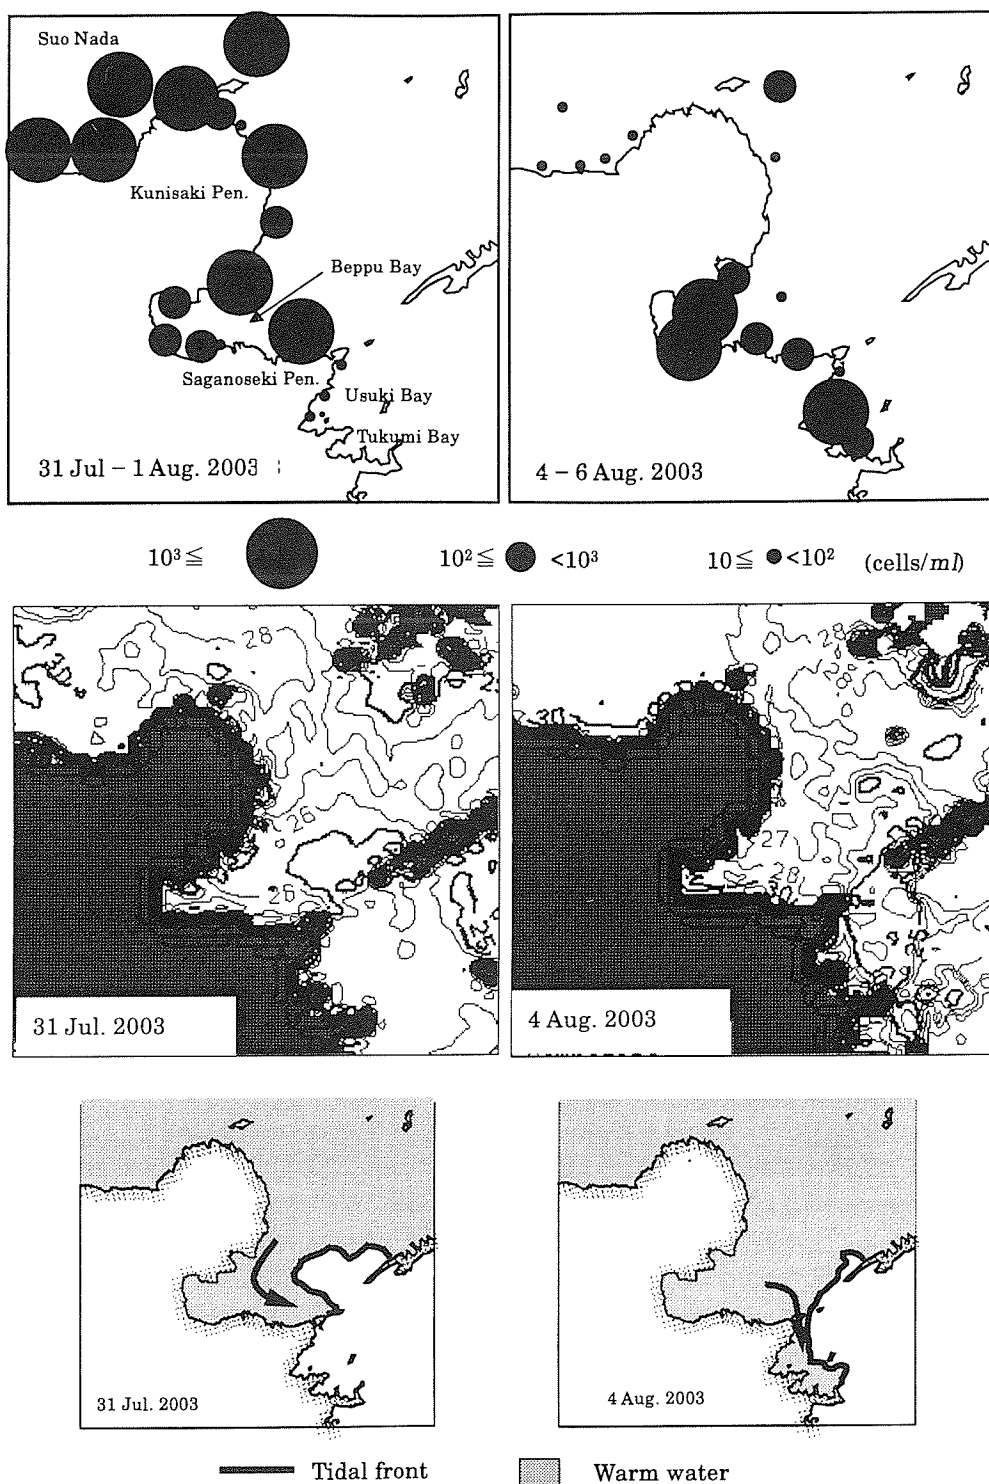 Suo Nada
Kunisaki Pen.
Beppu Bay
Saganoseki Pen.
Usuki Bay
Tukumi Bay
31 Jul – 1 Aug. 2003
4 – 6 Aug. 2003
10³ ≦
10² ≦ <10³
10 ≦ <10² (cells/ml)
28
26
26
31 Jul. 2003
28
27
28
4 Aug. 2003
31 Jul. 2003
4 Aug. 2003
Tidal front
Warm water